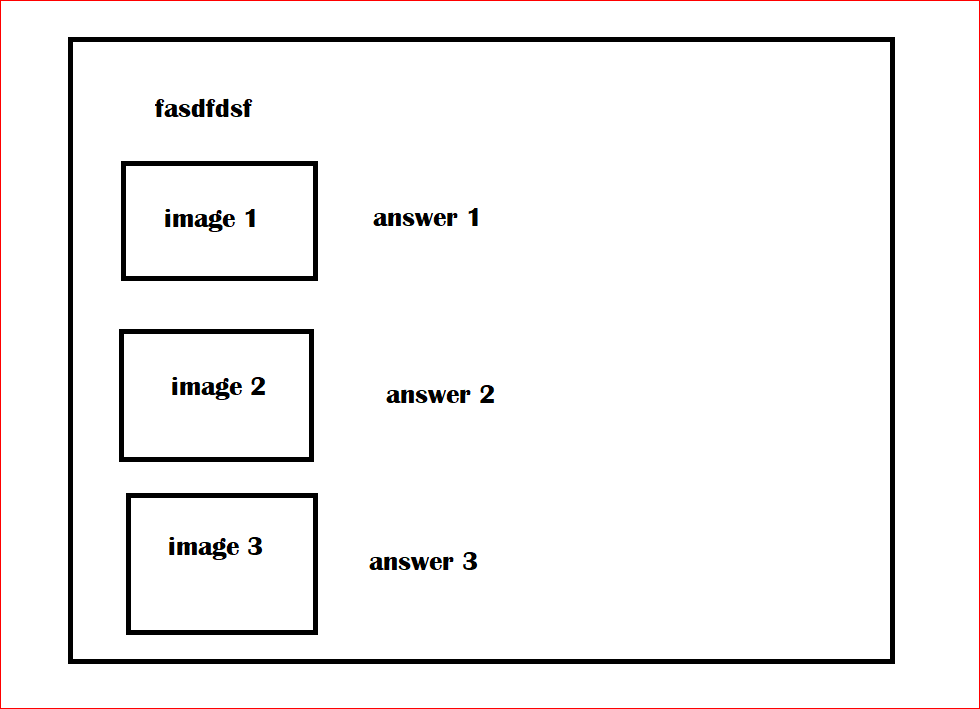 fasdfdsf
image 1
answer 1
image 2
answer 2
image 3
answer 3